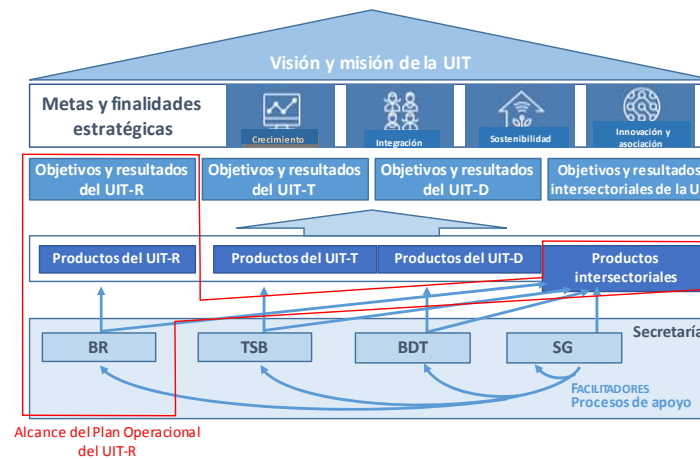 Visión y misión de la UIT
Metas y finalidades
estratégicas
Crecimiento
Integración
Sostenibilidad
Innovación y
asociación
Objetivos y resultados
del UIT-R
Objetivos y resultados
del UIT-T
Objetivos y resultados
del UIT-D
Objetivos y resultados
intersectoriales de la U
Productos del UIT-R
Productos del UIT-T
Productos del UIT-D
Productos
intersectoriales
Secretaría
BR
TSB
BDT
SG
FACILITADORES
Procesos de apoyo
Alcance del Plan Operacional
del UIT-R